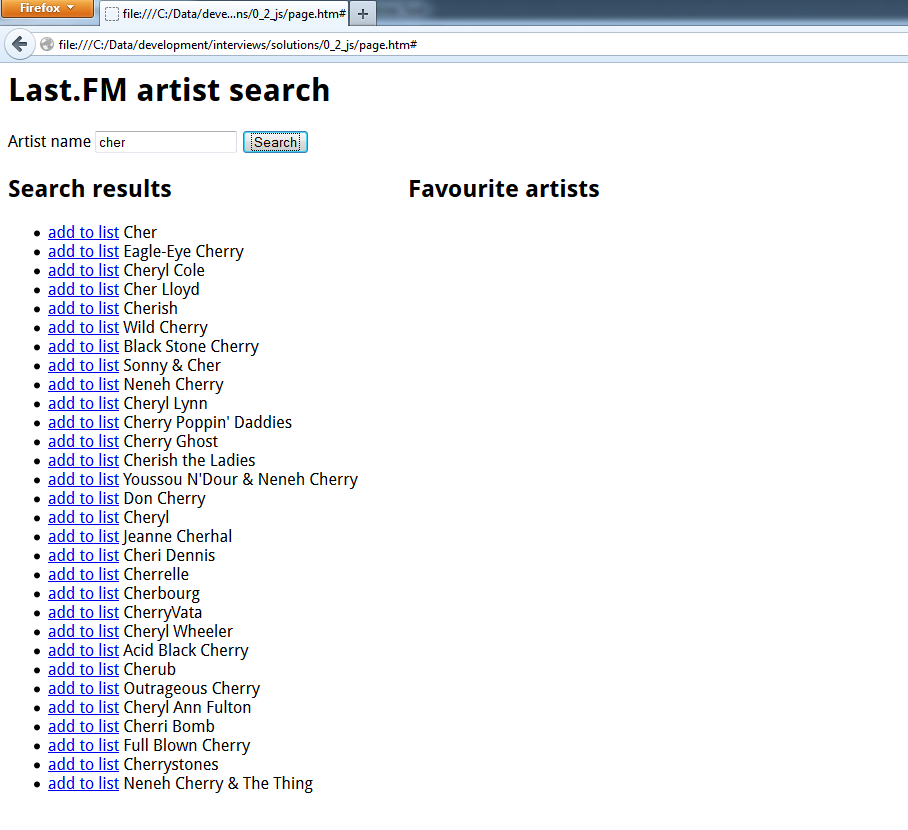 Firefox
file:///C:/Data/deve...ns/0_2_js/page.htm#
file:///C:/Data/development/interviews/solutions/0_2_js/page.htm#
Last.FM artist search
Artist name cher Search
Search results
Favourite artists
add to list Cher
add to list Eagle-Eye Cherry
add to list Cheryl Cole
add to list Cher Lloyd
add to list Cherish
add to list Wild Cherry
add to list Black Stone Cherry
add to list Sonny & Cher
add to list Neneh Cherry
add to list Cheryl Lynn
add to list Cherry Poppin' Daddies
add to list Cherry Ghost
add to list Cherish the Ladies
add to list Youssou N'Dour & Neneh Cherry
add to list Don Cherry
add to list Cheryl
add to list Jeanne Cherhal
add to list Cheri Dennis
add to list Cherrelle
add to list Cherbourg
add to list CherryVata
add to list Cheryl Wheeler
add to list Acid Black Cherry
add to list Cherub
add to list Outrageous Cherry
add to list Cheryl Ann Fulton
add to list Cherri Bomb
add to list Full Blown Cherry
add to list Cherrystones
add to list Neneh Cherry & The Thing